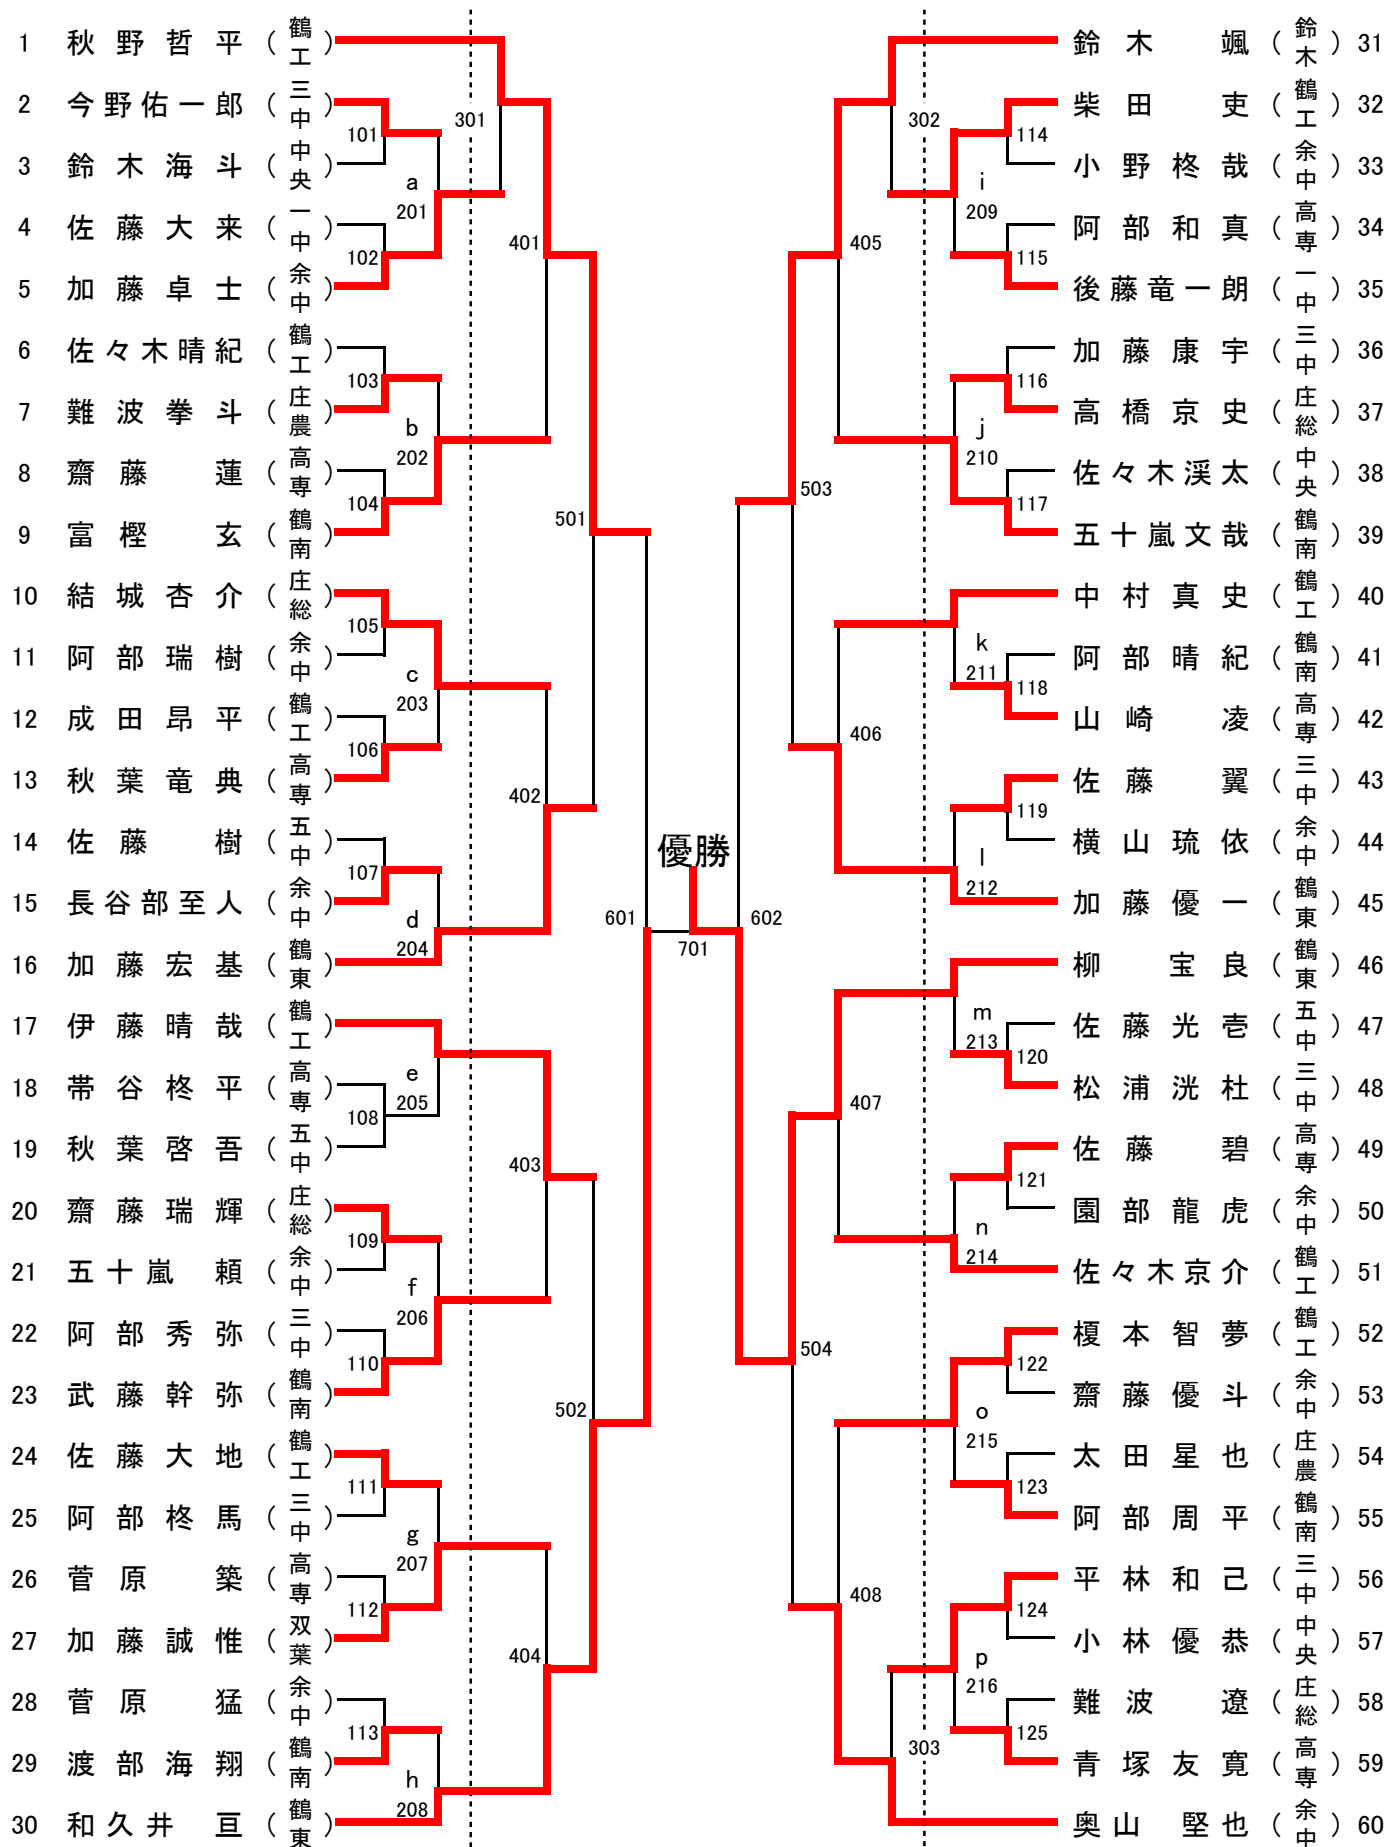 1 秋野哲平（鶴工）
2 今野佑一郎（三中）
3 鈴木海斗（中央）
4 佐藤大来（一中）
5 加藤卓士（余中）
6 佐々木晴紀（鶴工）
7 難波拳斗（庄農）
8 齋藤蓮（高専）
9 富樫玄（鶴南）
10 結城杏介（庄総）
11 阿部瑞樹（余中）
12 成田昂平（鶴工）
13 秋葉竜典（高専）
14 佐藤樹（五中）
15 長谷部至人（余中）
16 加藤宏基（鶴東）
17 伊藤晴哉（鶴工）
18 帯谷柊平（高専）
19 秋葉啓吾（五中）
20 齋藤瑞輝（庄総）
21 五十嵐頼（余中）
22 阿部秀弥（三中）
23 武藤幹弥（鶴南）
24 佐藤大地（鶴工）
25 阿部柊馬（三中）
26 菅原築（高専）
27 加藤誠惟（双葉）
28 菅原猛（余中）
29 渡部海翔（鶴南）
30 和久井亘（鶴東）
101
102
103
104
105
106
107
108
109
110
111
112
113
a
201
b
202
c
203
d
204
e
205
f
206
g
207
h
208
301
401
402
403
404
501
502
601
優勝
701
602
503
504
405
406
407
408
302
303
i
209
j
210
k
211
l
212
m
213
n
214
o
215
p
216
114
115
116
117
118
119
120
121
122
123
124
125
鈴木颯（鈴木）31
柴田吏（鶴工）32
小野柊哉（余中）33
阿部和真（高専）34
後藤竜一朗（一中）35
加藤康宇（三中）36
高橋京史（庄総）37
佐々木渓太（中央）38
五十嵐文哉（鶴南）39
中村真史（鶴工）40
阿部晴紀（鶴南）41
山崎凌（高専）42
佐藤翼（三中）43
横山琉依（余中）44
加藤優一（鶴東）45
柳宝良（鶴東）46
佐藤光壱（五中）47
松浦洸杜（三中）48
佐藤碧（高専）49
園部龍虎（余中）50
佐々木京介（鶴工）51
榎本智夢（鶴工）52
齋藤優斗（余中）53
太田星也（庄農）54
阿部周平（鶴南）55
平林和己（三中）56
小林優恭（中央）57
難波遼（庄総）58
青塚友寛（高専）59
奥山堅也（余中）60